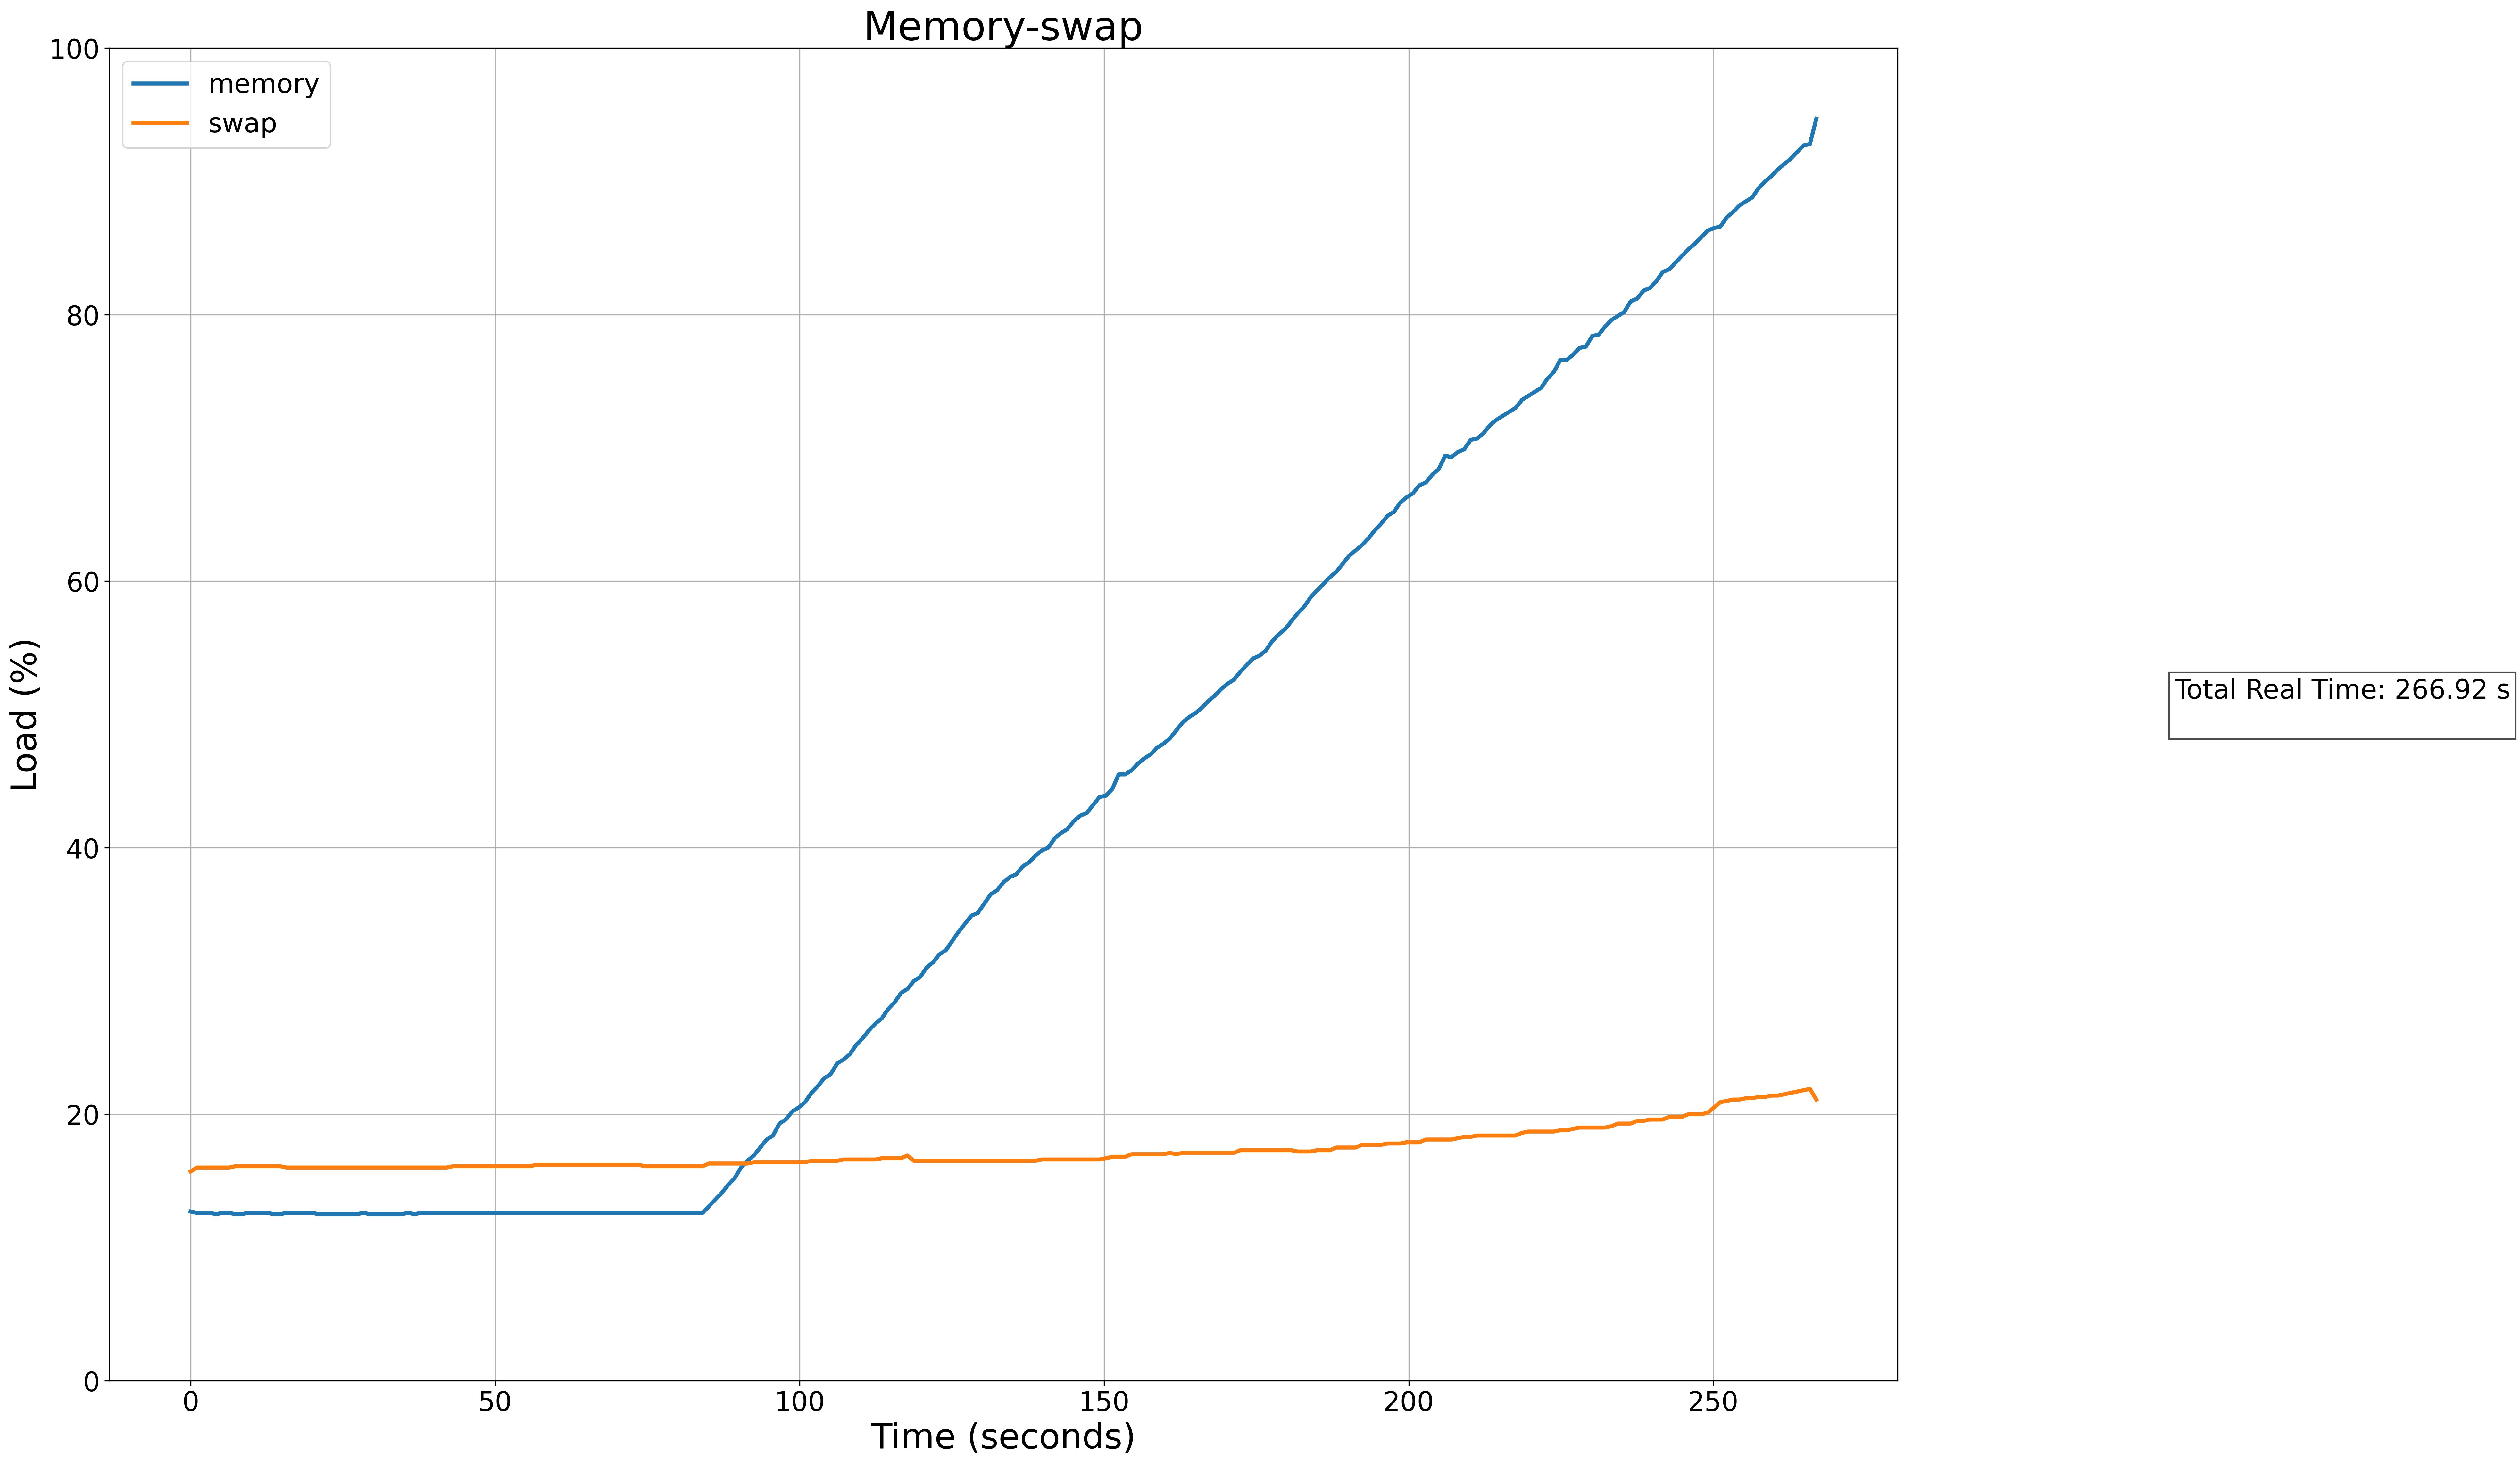 Memory-swap
100
80
60
40
20
0
memory
swap
Load (%)
0 50 100 150 200 250
Time (seconds)
Total Real Time: 266.92 s